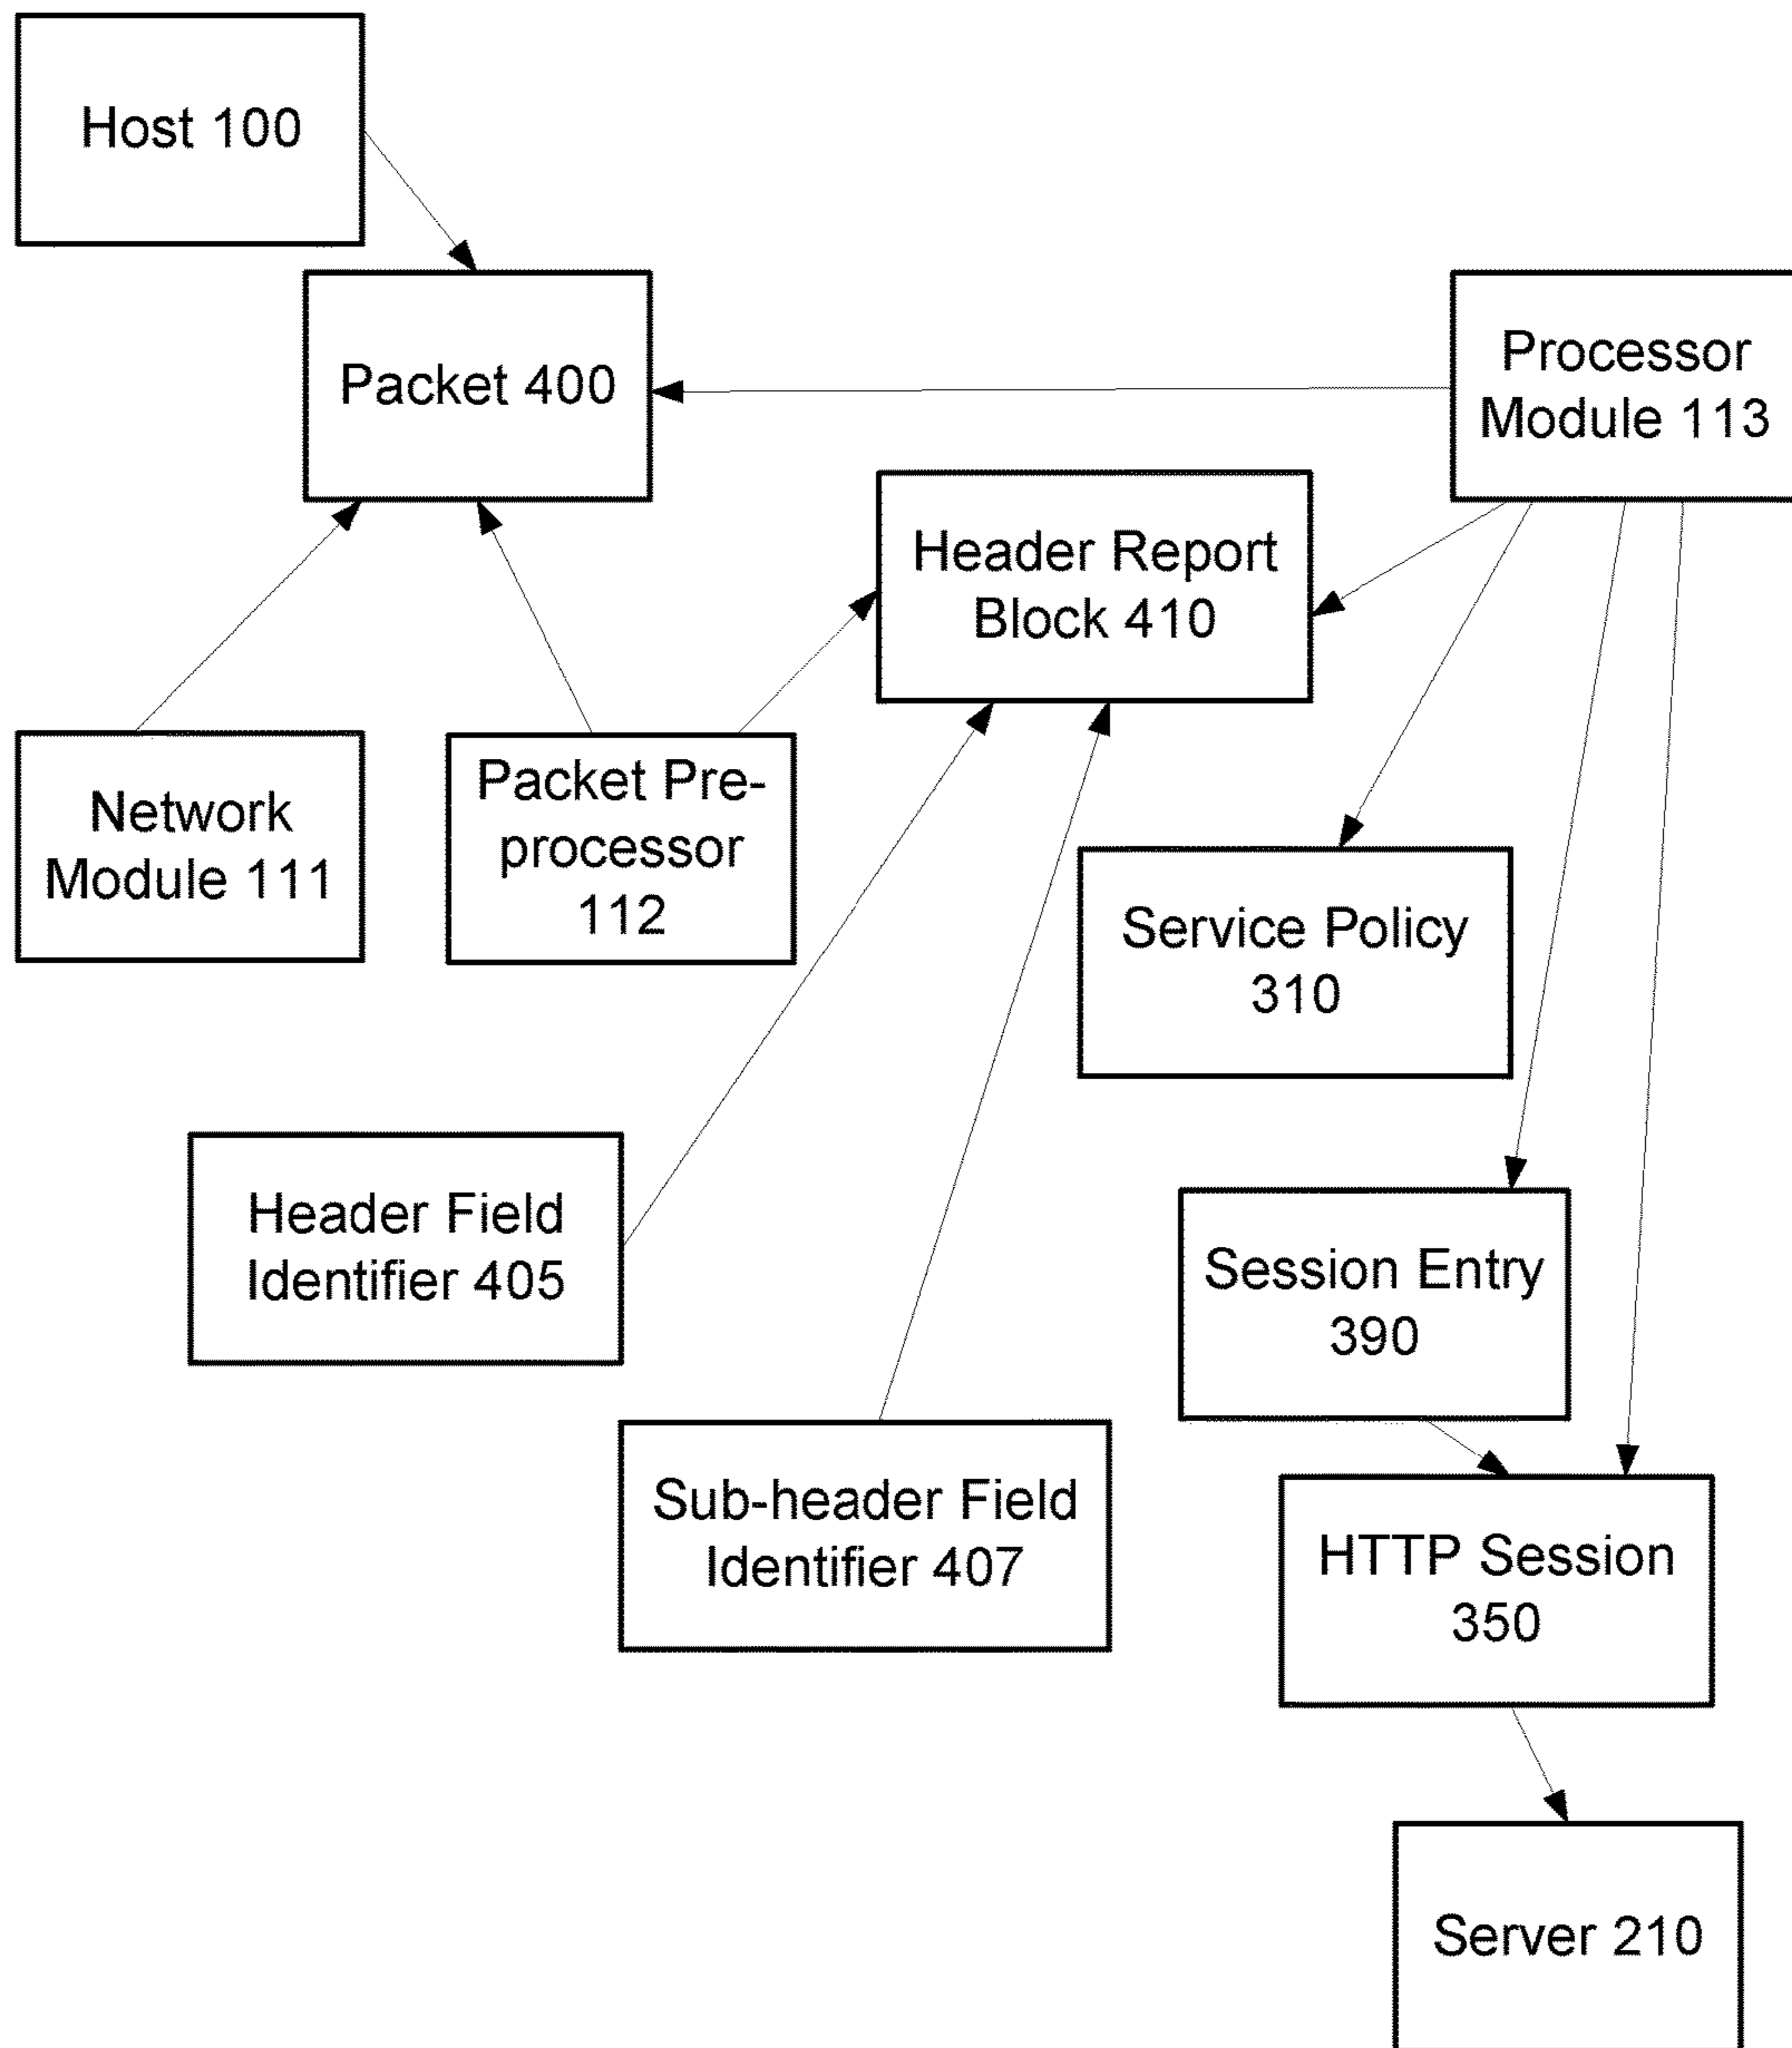 Host 100
Packet 400
Processor
Module 113
Header Report
Block 410
Network
Module 111
Packet Pre-
processor
112
Service Policy
310
Header Field
Identifier 405
Session Entry
390
Sub-header Field
Identifier 407
HTTP Session
350
Server 210